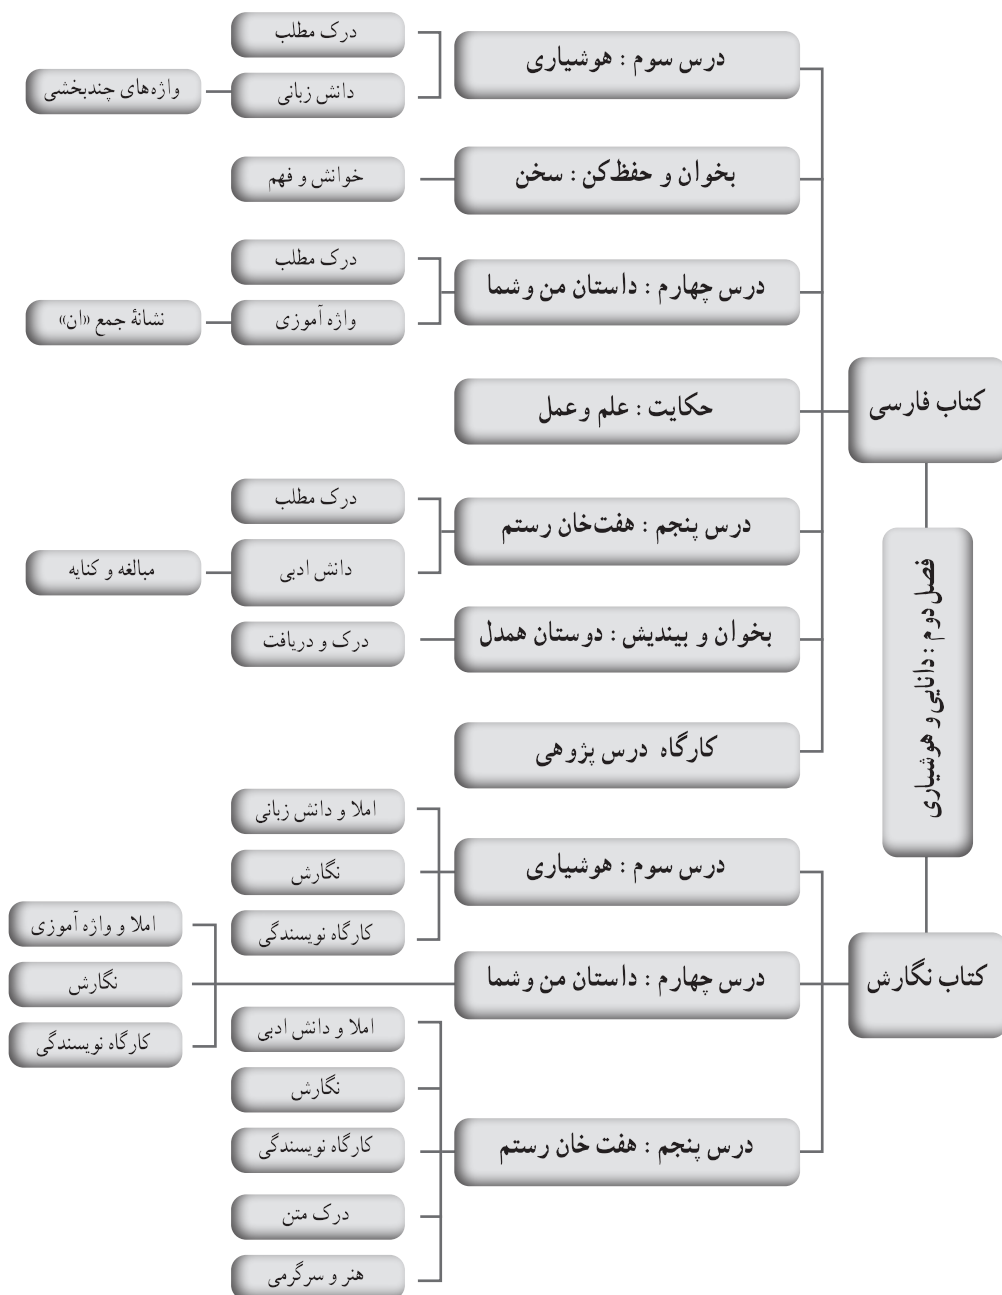 فصل دوم : دانایی و هوشیاری
کتاب فارسی
درس سوم : هوشیاری
درک مطلب
دانش زبانی
واژه‌های چندبخشی
بخوان و حفظ‌کن : سخن
خوانش و فهم
درس چهارم : داستان من وشما
درک مطلب
واژه آموزی
نشانهٔ جمع «ان»
حکایت : علم وعمل
درس پنجم : هفت‌خان رستم
درک مطلب
دانش ادبی
مبالغه و کنایه
بخوان و بیندیش : دوستان همدل
درک و دریافت
کارگاه درس پژوهی
کتاب نگارش
درس سوم : هوشیاری
املا و دانش زبانی
نگارش
کارگاه نویسندگی
درس چهارم : داستان من وشما
املا و واژه آموزی
نگارش
کارگاه نویسندگی
درس پنجم : هفت خان رستم
املا و دانش ادبی
نگارش
کارگاه نویسندگی
درک متن
هنر و سرگرمی